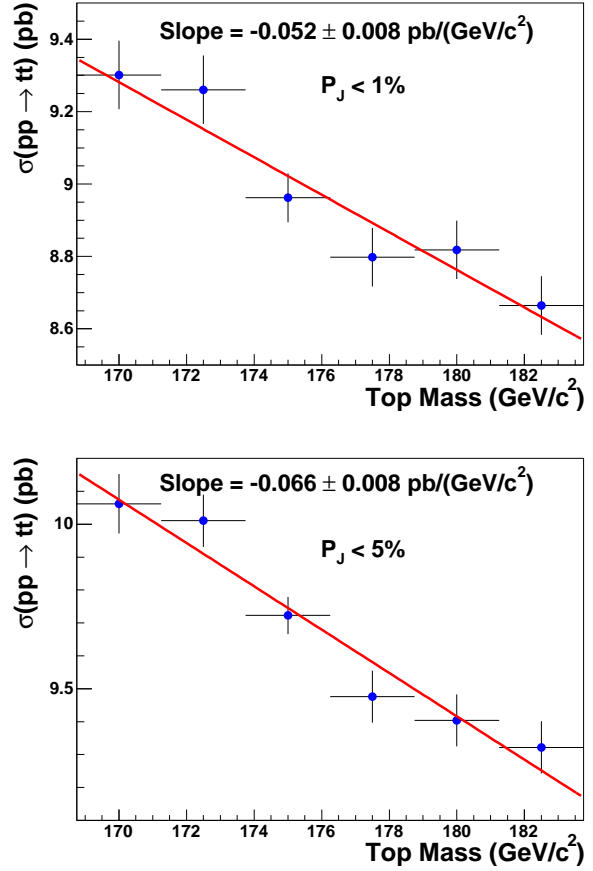 Slope = -0.052 ± 0.008 pb/(GeV/c²)
P_J < 1%
σ(pp → tt) (pb)
9.4
9.2
9
8.8
8.6
170 172 174 176 178 180 182
Top Mass (GeV/c²)
Slope = -0.066 ± 0.008 pb/(GeV/c²)
P_J < 5%
σ(pp → tt) (pb)
10
9.5
170 172 174 176 178 180 182
Top Mass (GeV/c²)